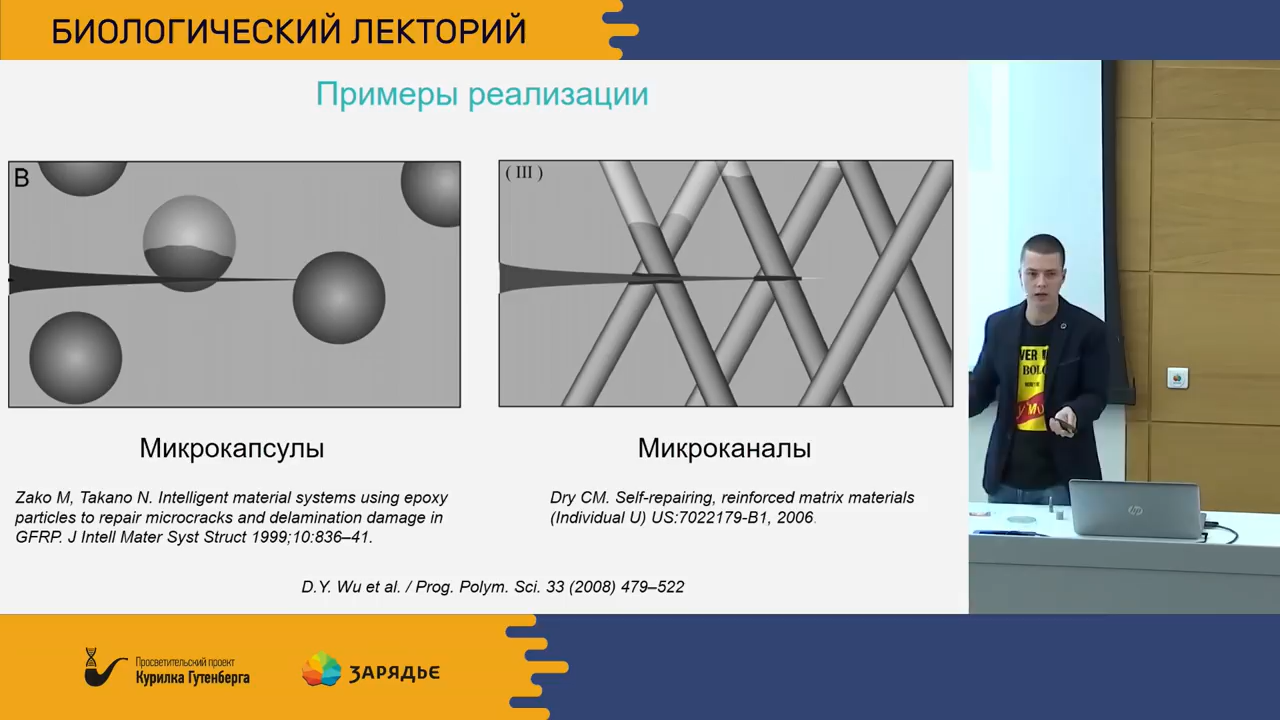 БИОЛОГИЧЕСКИЙ ЛЕКТОРИЙ
Примеры реализации
B
( III )
Микрокапсулы
Микроканалы
Zako M, Takano N. Intelligent material systems using epoxy
particles to repair microcracks and delamination damage in
GFRP. J Intell Mater Syst Struct 1999;10:836–41.
Dry CM. Self-repairing, reinforced matrix materials
(Individual U) US:7022179-B1, 2006.
D.Y. Wu et al. / Prog. Polym. Sci. 33 (2008) 479–522
hp
Просветительский проект
Курилка Гутенберга
ЗАРЯДЬЕ